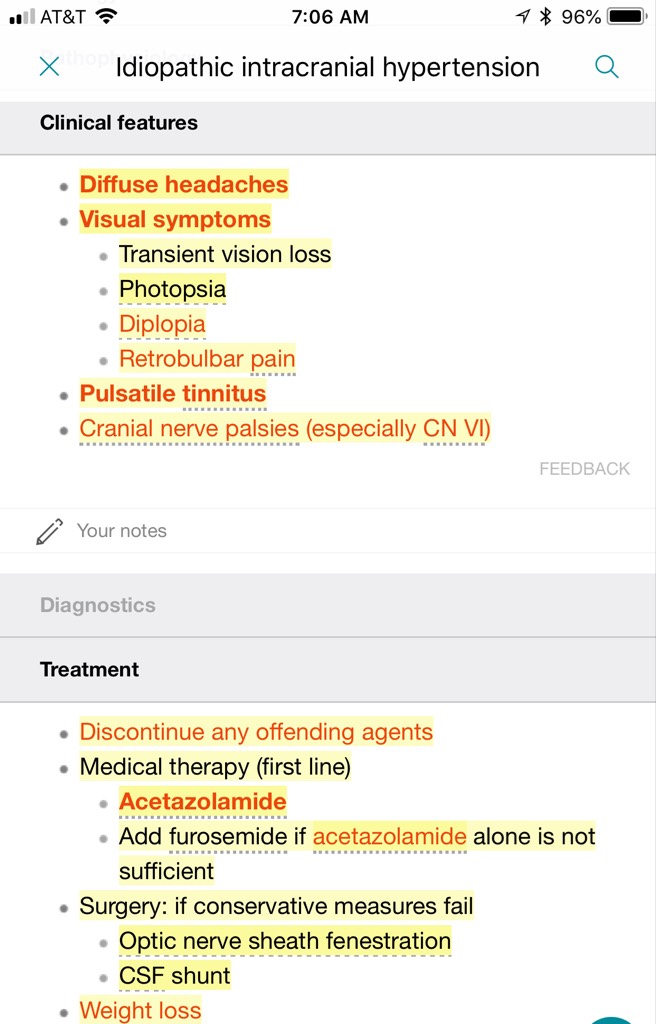 AT&T 7:06 AM 96%
Pathophysiology
Idiopathic intracranial hypertension
Clinical features
Diffuse headaches
Visual symptoms
Transient vision loss
Photopsia
Diplopia
Retrobulbar pain
Pulsatile tinnitus
Cranial nerve palsies (especially CN VI)
FEEDBACK
Your notes
Diagnostics
Treatment
Discontinue any offending agents
Medical therapy (first line)
Acetazolamide
Add furosemide if acetazolamide alone is not
sufficient
Surgery: if conservative measures fail
Optic nerve sheath fenestration
CSF shunt
Weight loss